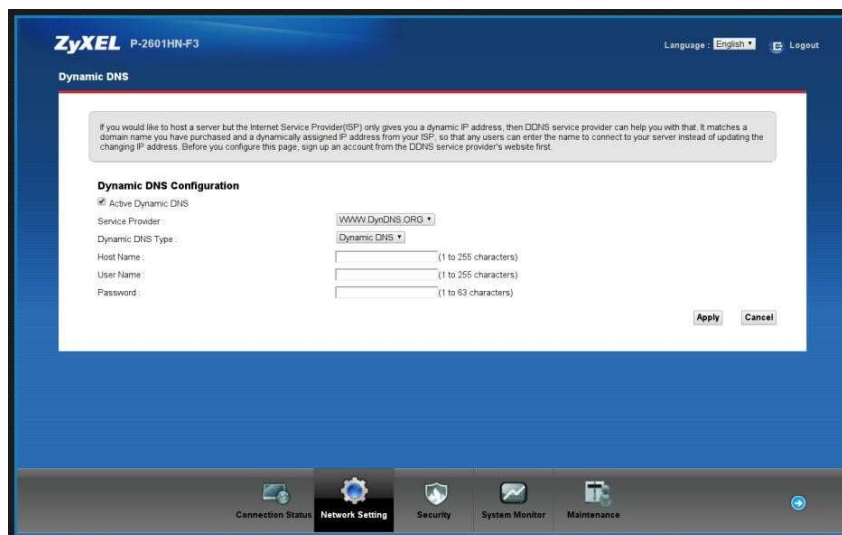 ZyXEL P-2601HN-F3
Language : English
Logout
Dynamic DNS
If you would like to host a server but the Internet Service Provider(ISP) only gives you a dynamic IP address, then DDNS service provider can help you with that. It matches a
domain name you have purchased and a dynamically assigned IP address from your ISP, so that any users can enter the name to connect to your server instead of updating the
changing IP address. Before you configure this page, sign up an account from the DDNS service provider's website first.
Dynamic DNS Configuration
Active Dynamic DNS
Service Provider : WWW.DynDNS.ORG
Dynamic DNS Type : Dynamic DNS
Host Name : (1 to 255 characters)
User Name : (1 to 255 characters)
Password : (1 to 63 characters)
Apply Cancel
Connection Status Network Setting Security System Monitor Maintenance